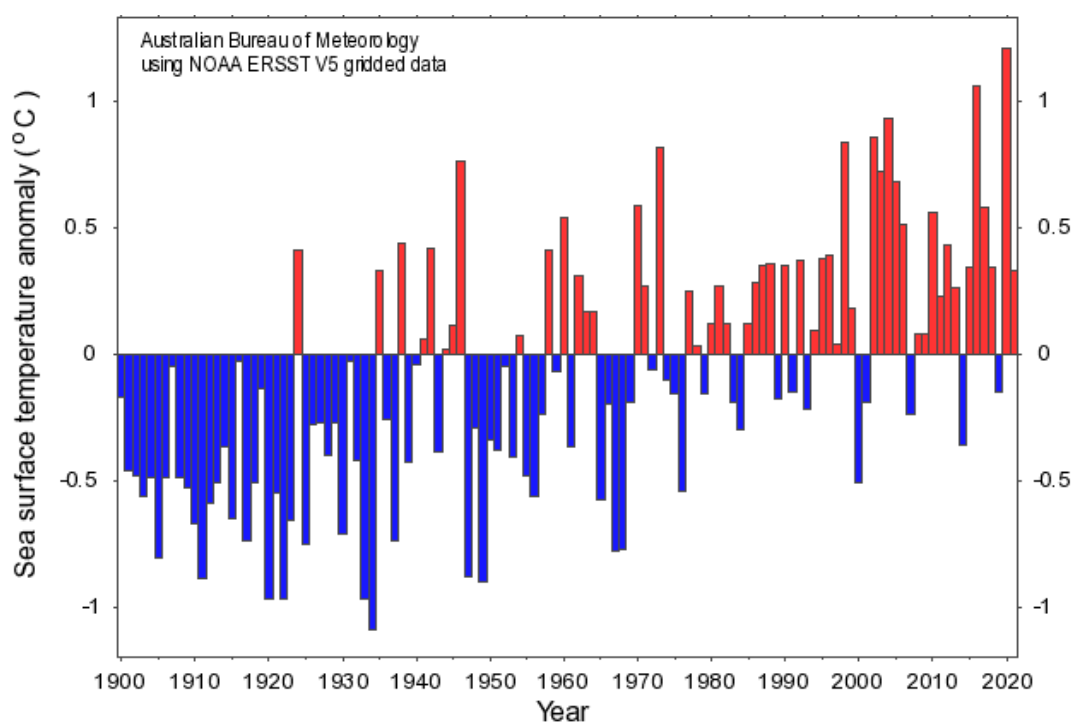 Australian Bureau of Meteorology
using NOAA ERSST V5 gridded data
Sea surface temperature anomaly (°C)
1
0.5
0
-0.5
-1
1
0.5
0
-0.5
-1
1900 1910 1920 1930 1940 1950 1960 1970 1980 1990 2000 2010 2020
Year